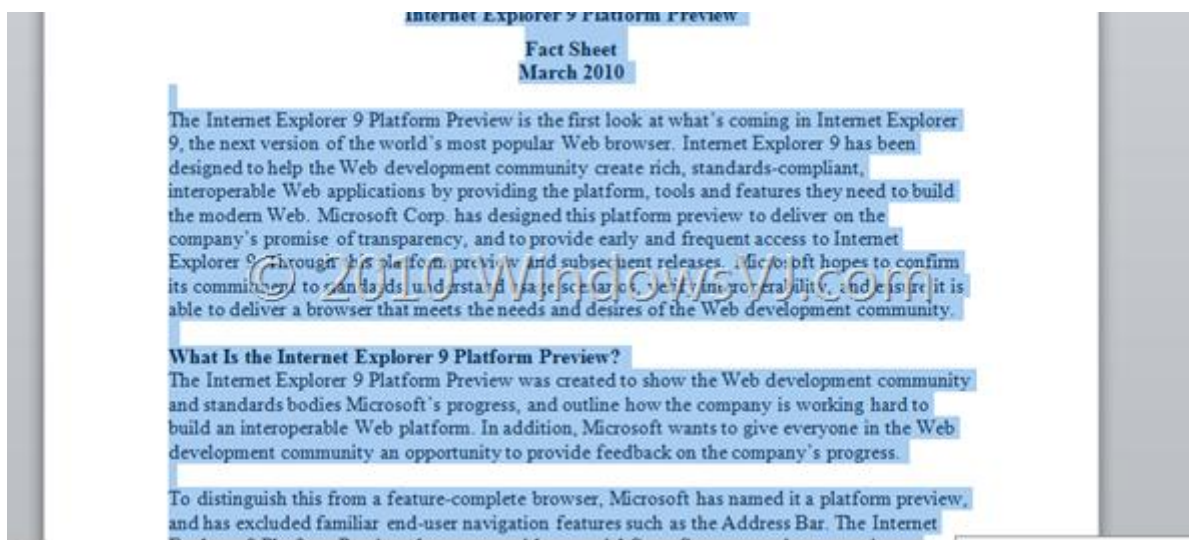 Internet Explorer 9 Platform Preview
Fact Sheet
March 2010
The Internet Explorer 9 Platform Preview is the first look at what's coming in Internet Explorer
9, the next version of the world's most popular Web browser. Internet Explorer 9 has been
designed to help the Web development community create rich, standards-compliant,
interoperable Web applications by providing the platform, tools and features they need to build
the modern Web. Microsoft Corp. has designed this platform preview to deliver on the
company's promise of transparency, and to provide early and frequent access to Internet
Explorer 9. Through this platform preview and subsequent releases, Microsoft hopes to confirm
its commitment to standards, understand usage scenarios, verify interoperability, and ensure it is
© 2010 WindowsVJ.com
able to deliver a browser that meets the needs and desires of the Web development community.
What Is the Internet Explorer 9 Platform Preview?
The Internet Explorer 9 Platform Preview was created to show the Web development community
and standards bodies Microsoft's progress, and outline how the company is working hard to
build an interoperable Web platform. In addition, Microsoft wants to give everyone in the Web
development community an opportunity to provide feedback on the company's progress.
To distinguish this from a feature-complete browser, Microsoft has named it a platform preview,
and has excluded familiar end-user navigation features such as the Address Bar. The Internet